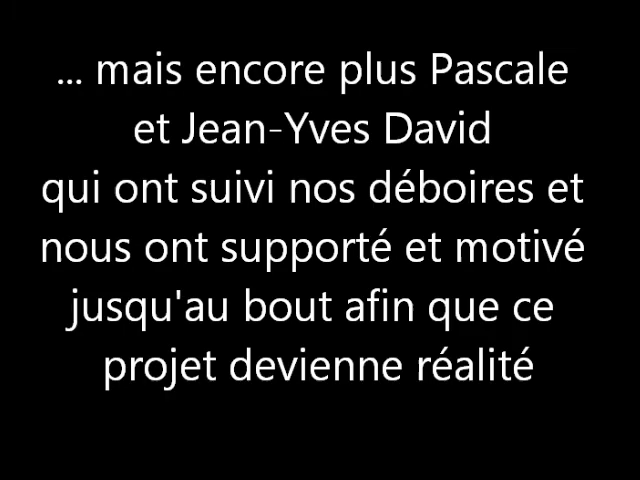 ... mais encore plus Pascale
et Jean-Yves David
qui ont suivi nos déboires et
nous ont supporté et motivé
jusqu'au bout afin que ce
projet devienne réalité